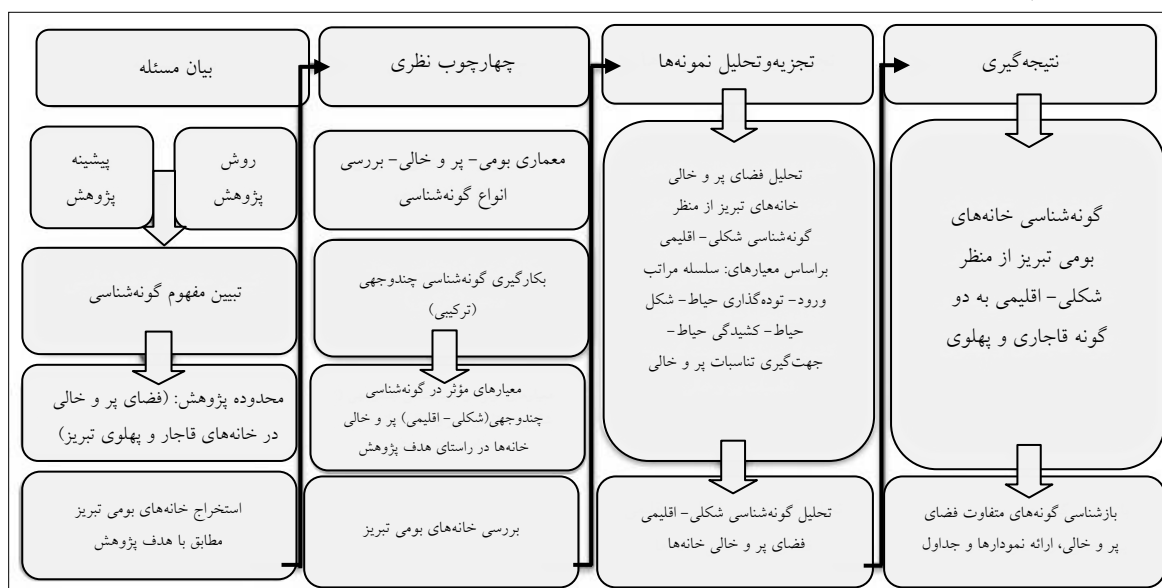 بیان مسئله
روش
پژوهش
پیشینه
پژوهش
تبیین مفهوم گونه‌شناسی
محدوده پژوهش: (فضای پر و خالی
در خانه‌های قاجار و پهلوی تبریز)
استخراج خانه‌های بومی تبریز
مطابق با هدف پژوهش
چهارچوب نظری
معماری بومی- پر و خالی- بررسی
انواع گونه‌شناسی
بکارگیری گونه‌شناسی چندوجهی
(ترکیبی)
معیارهای مؤثر در گونه‌شناسی
چندوجهی(شکلی- اقلیمی) پر و خالی
خانه‌ها در راستای هدف پژوهش
بررسی خانه‌های بومی تبریز
تجزیه‌وتحلیل نمونه‌ها
تحلیل فضای پر و خالی
خانه‌های تبریز از منظر
گونه‌شناسی شکلی- اقلیمی
براساس معیارهای: سلسله مراتب
ورود- توده‌گذاری حیاط- شکل
حیاط- کشیدگی حیاط-
جهت‌گیری تناسبات پر و خالی
تحلیل گونه‌شناسی شکلی- اقلیمی
فضای پر و خالی خانه‌ها
نتیجه‌گیری
گونه‌شناسی خانه‌های
بومی تبریز از منظر
شکلی- اقلیمی به دو
گونه قاجاری و پهلوی
بازشناسی گونه‌های متفاوت فضای
پر و خالی، ارائه نمودارها و جداول